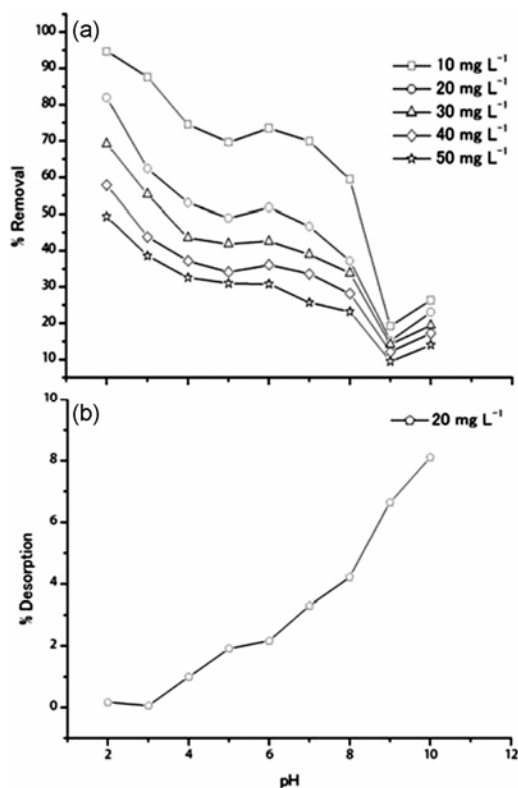 (a)
10 mg L⁻¹
20 mg L⁻¹
30 mg L⁻¹
40 mg L⁻¹
50 mg L⁻¹
% Removal
100
90
80
70
60
50
40
30
20
10
(b)
20 mg L⁻¹
% Desorption
10
8
6
4
2
0
2 4 6 8 10 12
pH